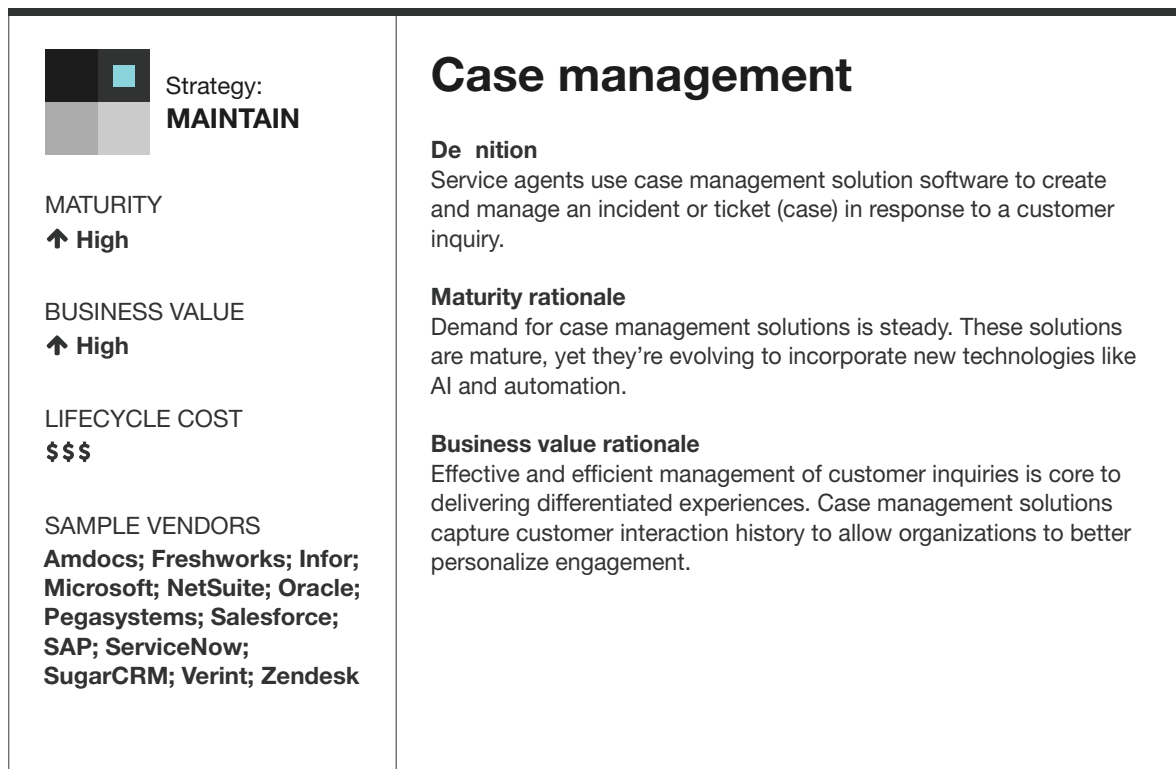 Strategy:
MAINTAIN
MATURITY
↑ High
BUSINESS VALUE
↑ High
LIFECYCLE COST
$$$
SAMPLE VENDORS
Amdocs; Freshworks; Infor;
Microsoft; NetSuite; Oracle;
Pegasystems; Salesforce;
SAP; ServiceNow;
SugarCRM; Verint; Zendesk
Case management
De nition
Service agents use case management solution software to create
and manage an incident or ticket (case) in response to a customer
inquiry.
Maturity rationale
Demand for case management solutions is steady. These solutions
are mature, yet they're evolving to incorporate new technologies like
AI and automation.
Business value rationale
Effective and efficient management of customer inquiries is core to
delivering differentiated experiences. Case management solutions
capture customer interaction history to allow organizations to better
personalize engagement.